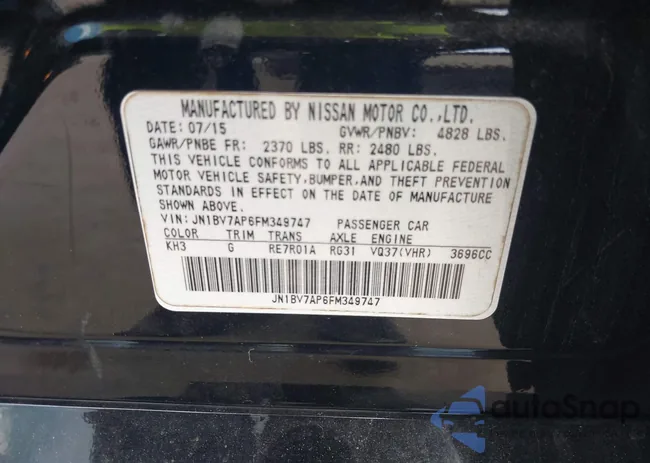 MANUFACTURED BY NISSAN MOTOR CO.,LTD.
DATE: 07/15 GVWR/PNBV: 4828 LBS.
GAWR/PNBE FR: 2370 LBS. RR: 2480 LBS.
THIS VEHICLE CONFORMS TO ALL APPLICABLE FEDERAL
MOTOR VEHICLE SAFETY, BUMPER, AND THEFT PREVENTION
STANDARDS IN EFFECT ON THE DATE OF MANUFACTURE
SHOWN ABOVE.
VIN: JN1BV7AP6FM349747 PASSENGER CAR
COLOR TRIM TRANS AXLE ENGINE
KH3 G RE7R01A RG31 VQ37(VHR) 3696CC
JN1BV7AP6FM349747
autoSnap